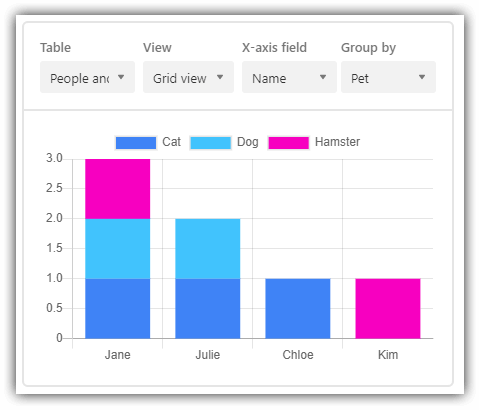 Table View X-axis field Group by
People and Grid view Name Pet
Cat Dog Hamster
3.0
2.5
2.0
1.5
1.0
0.5
0
Jane Julie Chloe Kim